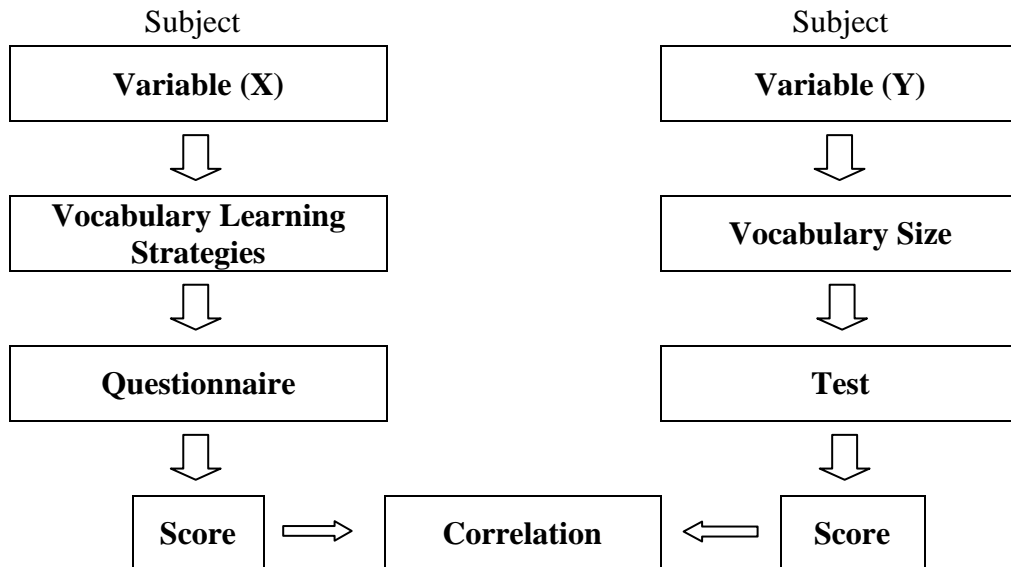 Subject
Subject
Variable (X)
Variable (Y)
Vocabulary Learning
Strategies
Vocabulary Size
Questionnaire
Test
Score
Correlation
Score